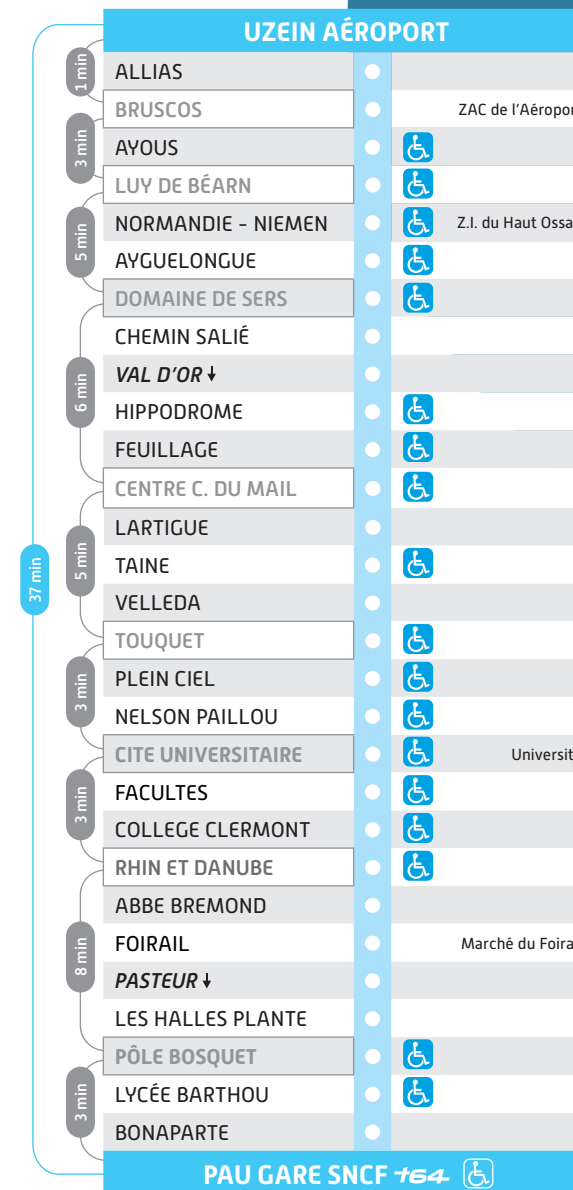 UZEIN AÉROPORT
1 min
ALLIAS
BRUSCOS
ZAC de l'Aéropor
3 min
AYOUS
LUY DE BÉARN
5 min
NORMANDIE - NIEMEN
Z.I. du Haut Ossa
AYGUELONGUE
DOMAINE DE SERS
6 min
CHEMIN SALIÉ
VAL D'OR ↓
HIPPODROME
FEUILLAGE
CENTRE C. DU MAIL
37 min
5 min
LARTIGUE
TAINE
VELLEDA
TOUQUET
3 min
PLEIN CIEL
NELSON PAILLOU
CITE UNIVERSITAIRE
Universit
3 min
FACULTES
COLLEGE CLERMONT
RHIN ET DANUBE
8 min
ABBE BREMOND
FOIRAIL
Marché du Foira
PASTEUR ↓
LES HALLES PLANTE
PÔLE BOSQUET
3 min
LYCÉE BARTHOU
BONAPARTE
PAU GARE SNCF +64